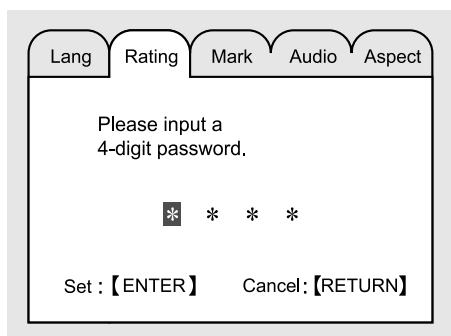 Lang Rating Mark Audio Aspect
Please input a
4-digit password.
* * * *
Set :【ENTER】 Cancel:【RETURN】